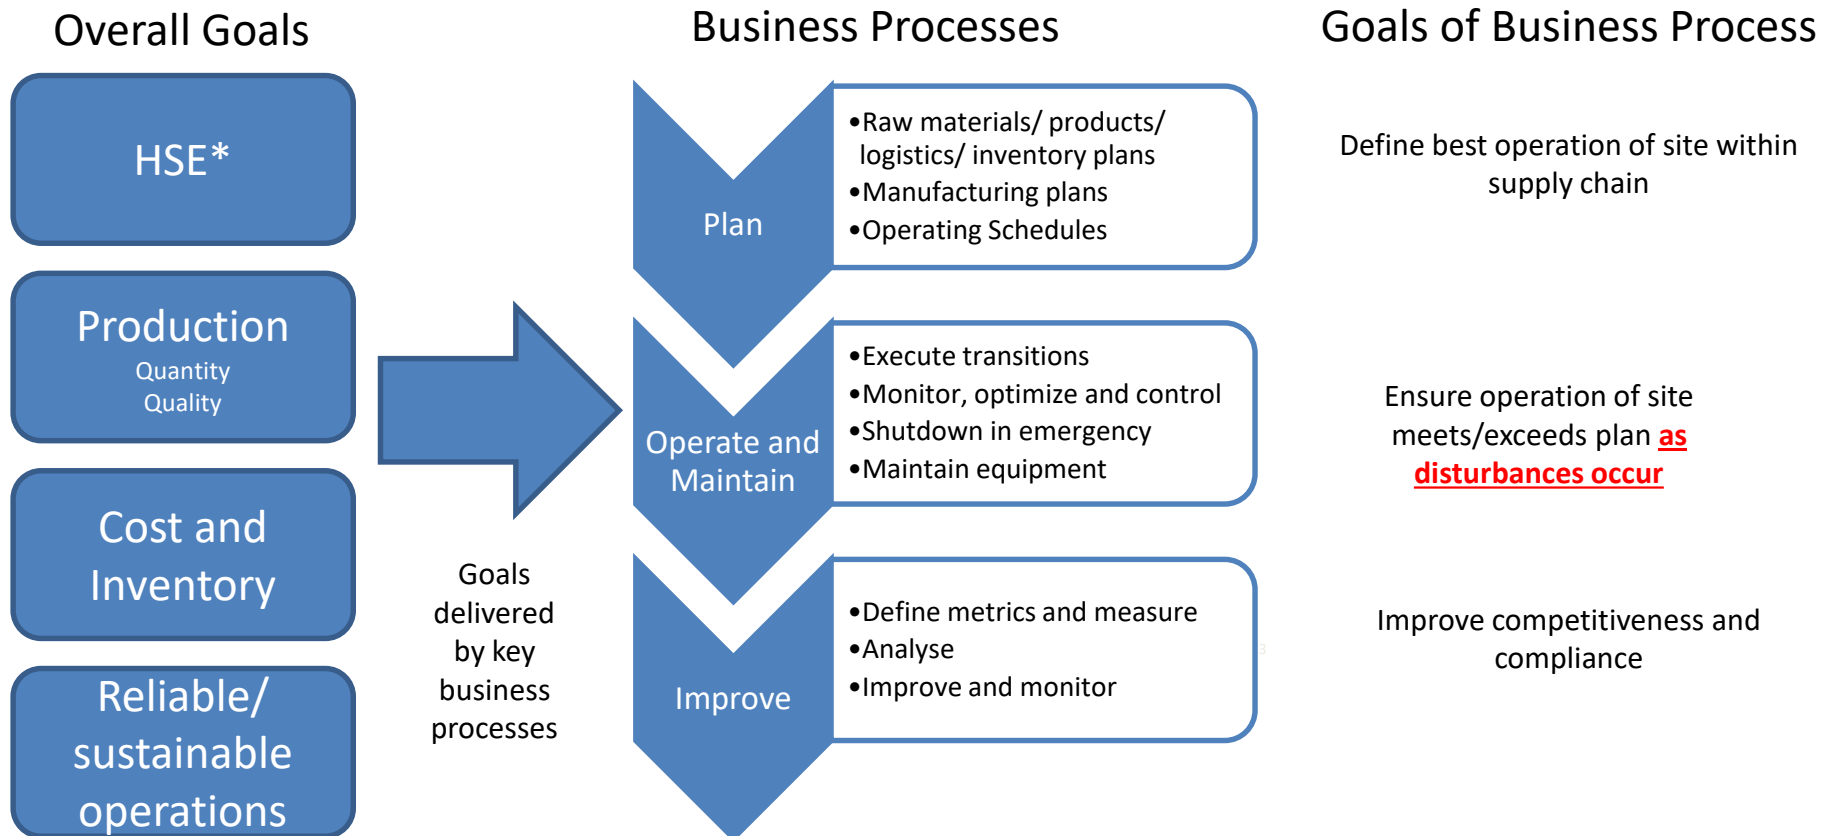 Overall Goals
Business Processes
Goals of Business Process
HSE*
Production
Quantity
Quality
Cost and
Inventory
Reliable/
sustainable
operations
Goals
delivered
by key
business
processes
Plan
•Raw materials/ products/
logistics/ inventory plans
•Manufacturing plans
•Operating Schedules
Define best operation of site within
supply chain
Operate and
Maintain
•Execute transitions
•Monitor, optimize and control
•Shutdown in emergency
•Maintain equipment
Ensure operation of site
meets/exceeds plan as
disturbances occur
Improve
•Define metrics and measure
•Analyse
•Improve and monitor
3
Improve competitiveness and
compliance